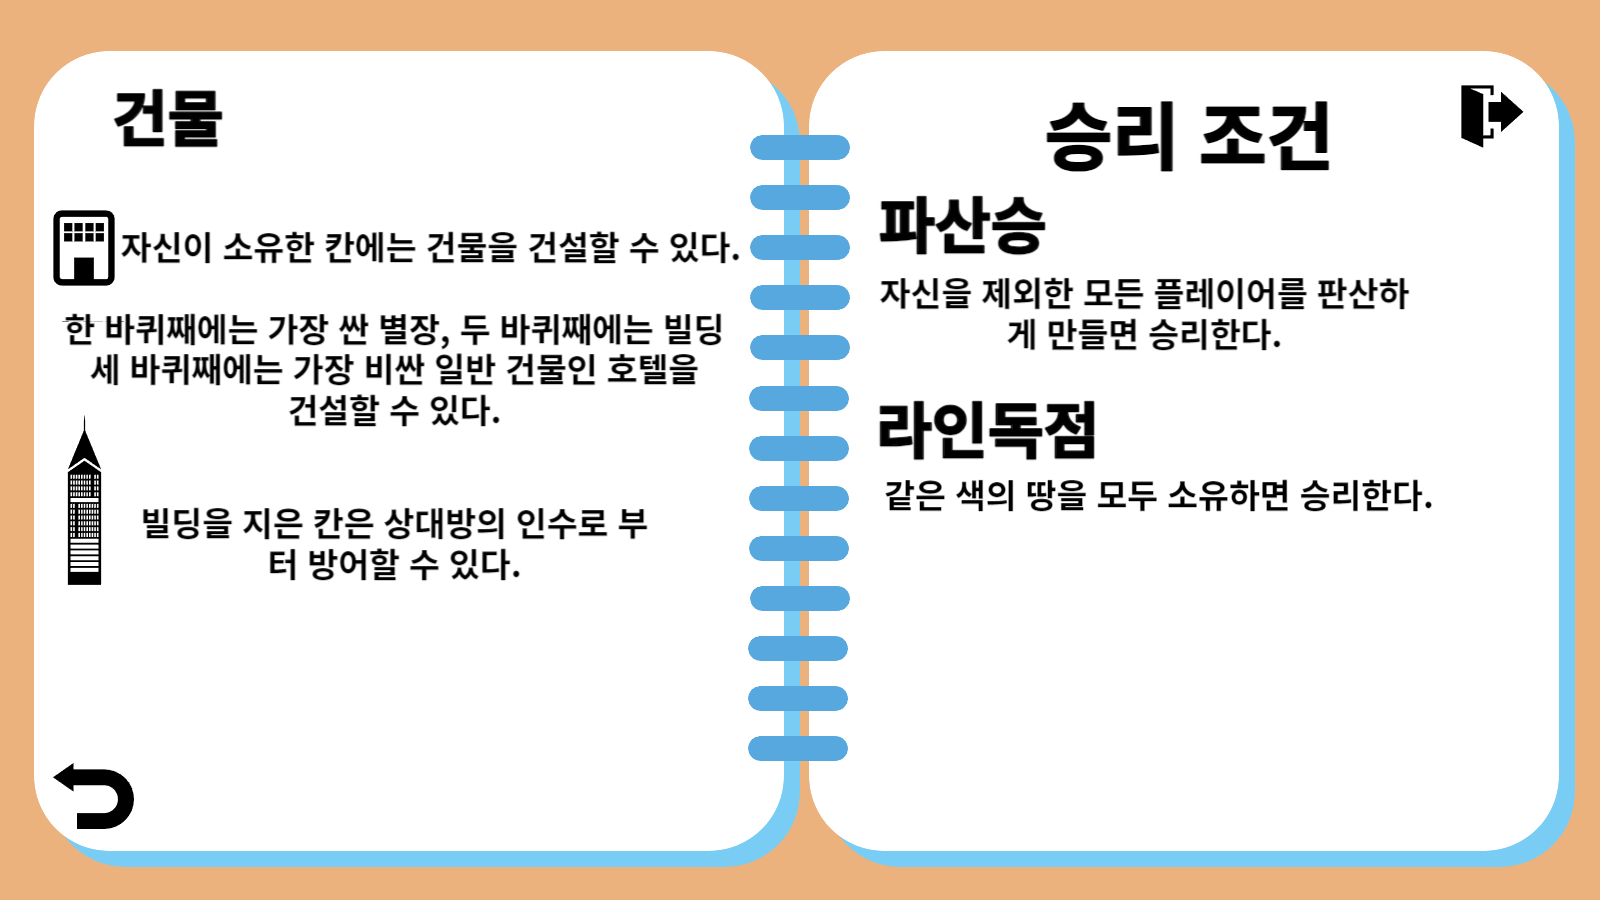 건물
자신이 소유한 칸에는 건물을 건설할 수 있다.
한 바퀴째에는 가장 싼 별장, 두 바퀴째에는 빌딩
세 바퀴째에는 가장 비싼 일반 건물인 호텔을
건설할 수 있다.
빌딩을 지은 칸은 상대방의 인수로 부
터 방어할 수 있다.
승리 조건
파산승
자신을 제외한 모든 플레이어를 판산하
게 만들면 승리한다.
라인독점
같은 색의 땅을 모두 소유하면 승리한다.